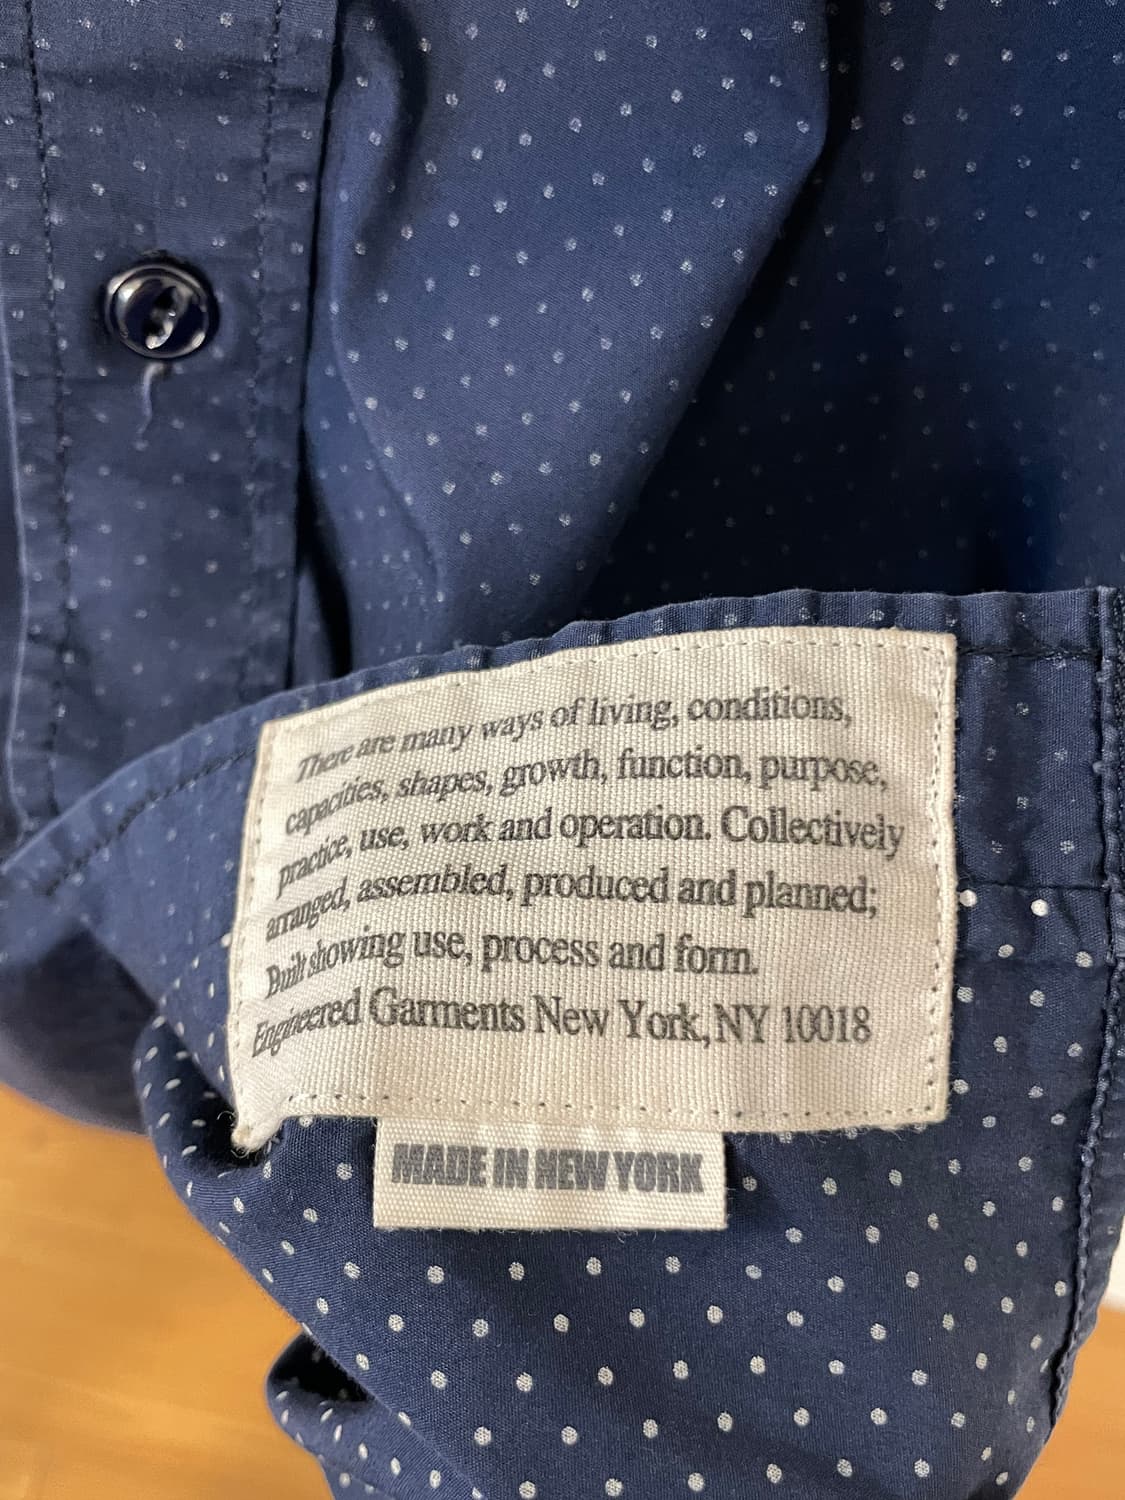 There are many ways of living, conditions,
capacities, shapes, growth, function, purpose,
practice, use, work and operation. Collectively
arranged, assembled, produced and planned;
Built showing use, process and form.
Engineered Garments New York, NY 10018
MADE IN NEW YORK